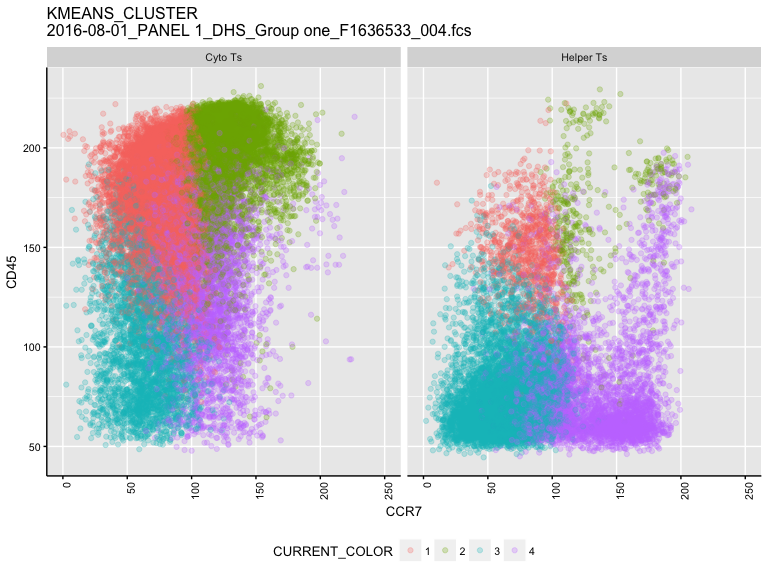 KMEANS_CLUSTER
2016-08-01_PANEL 1_DHS_Group one_F1636533_004.fcs
Cyto Ts
Helper Ts
200
150
100
50
CD45
0
50
100
150
200
250
0
50
100
150
200
250
CCR7
CURRENT_COLOR
1
2
3
4